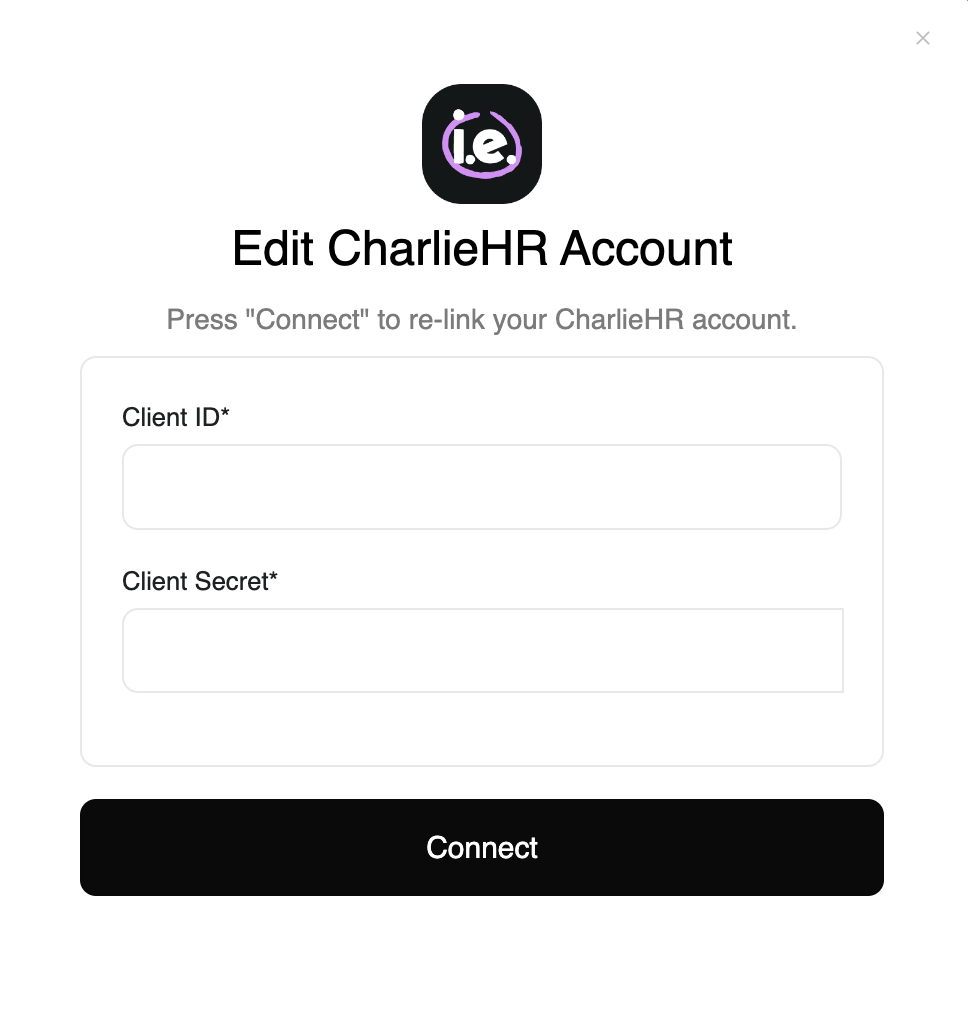 i.e.
Edit CharlieHR Account
Press "Connect" to re-link your CharlieHR account.
Client ID*
Client Secret*
Connect